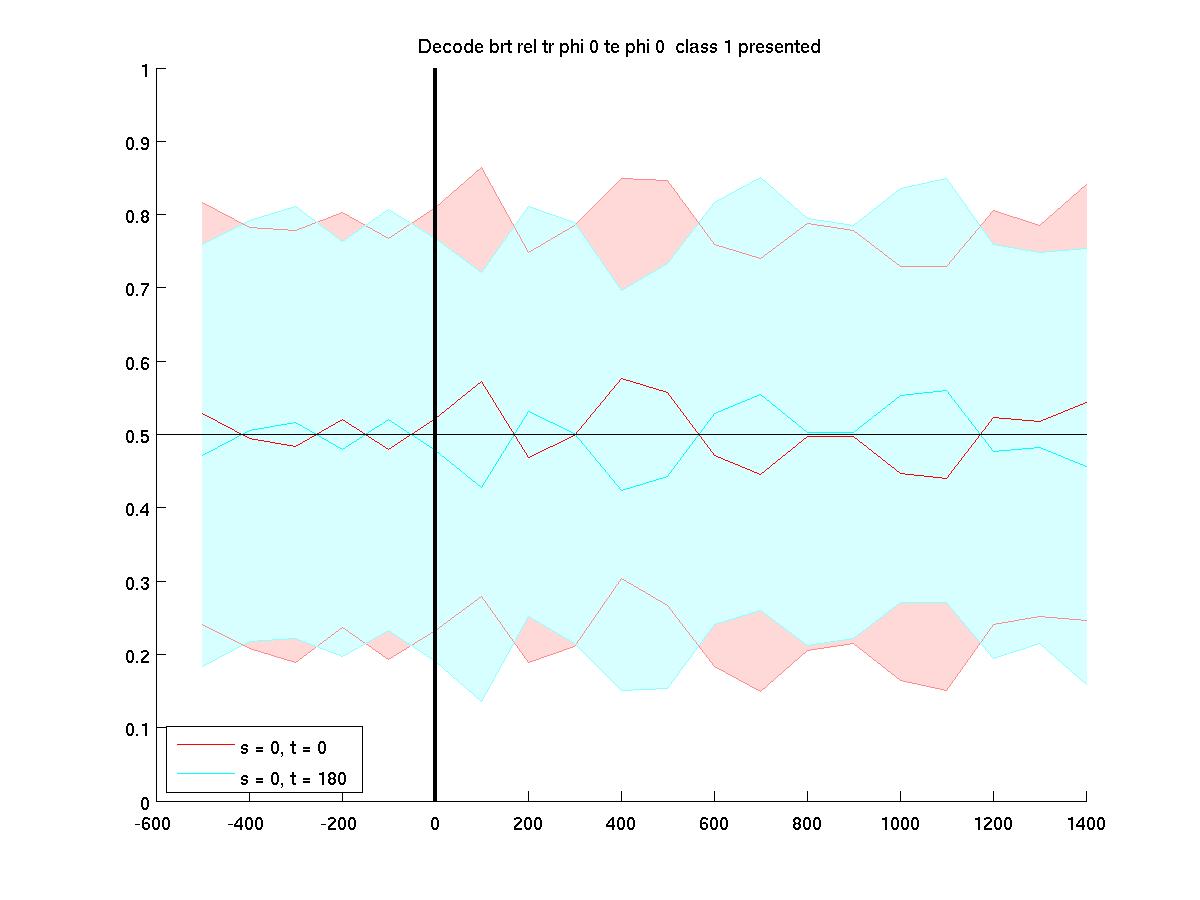 Decode brt rel tr phi 0 te phi 0 class 1 presented
1
0.9
0.8
0.7
0.6
0.5
0.4
0.3
0.2
0.1
0
s = 0, t = 0
s = 0, t = 180
-600 -400 -200 0 200 400 600 800 1000 1200 1400